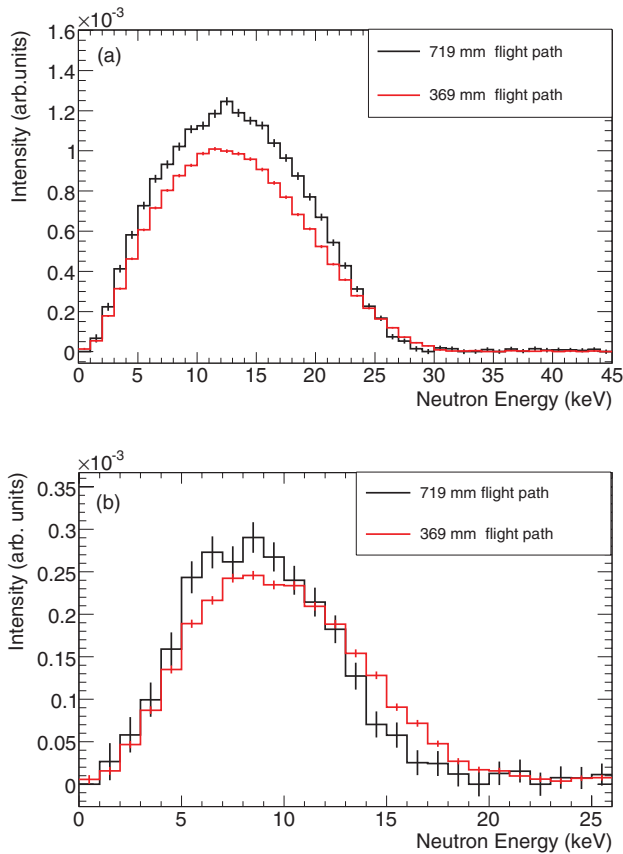 ×10-3
(a)
719 mm flight path
369 mm flight path
Intensity (arb.units)
1.6
1.4
1.2
1
0.8
0.6
0.4
0.2
0
0 5 10 15 20 25 30 35 40 45
Neutron Energy (keV)
×10-3
(b)
719 mm flight path
369 mm flight path
Intensity (arb. units)
0.35
0.3
0.25
0.2
0.15
0.1
0.05
0
0 5 10 15 20 25
Neutron Energy (keV)